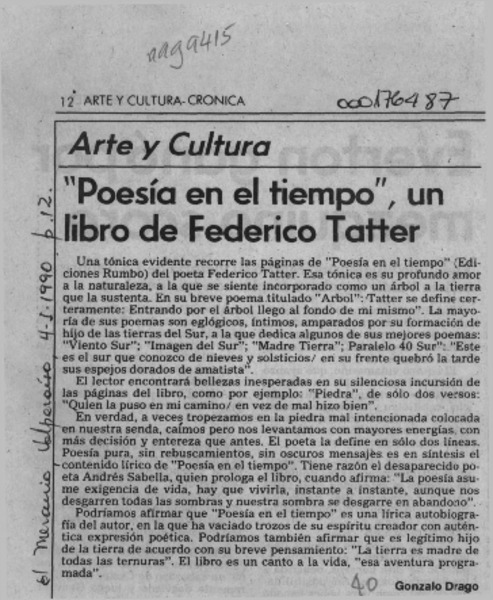 aag9415
12 ARTE Y CULTURA-CRONICA
000176487
Arte y Cultura
"Poesía en el tiempo", un
libro de Federico Tatter
Una tónica evidente recorre las páginas de "Poesía en el tiempo" (Edi-
ciones Rumbo) del poeta Federico Tatter. Esa tónica es su profundo amor
a la naturaleza, a la que se siente incorporado como un árbol a la tierra
que la sustenta. En su breve poema titulado "Arbol": Tatter se define cer-
teramente: Entrando por el árbol llego al fondo de mi mismo". La mayo-
ría de sus poemas son eglógicos, íntimos, amparados por su formación de
hijo de las tierras del Sur, a la que dedica algunos de sus mejores poemas:
"Viento Sur"; "Imagen del Sur"; "Madre Tierra"; Paralelo 40 Sur": "Este
es el sur que conozco de nieves y solsticios/ en su frente quebró la tarde
sus espejos dorados de amatista".
El lector encontrará bellezas inesperadas en su silenciosa incursión de
las páginas del libro, como por ejemplo: "Piedra", de sólo dos versos:
"Quien la puso en mi camino/ en vez de mal hizo bien".
En verdad, a veces tropezamos en la piedra mal intencionada colocada
en nuestra senda, caímos pero nos levantamos con mayores energías, con
más decisión y entereza que antes. El poeta la define en sólo dos líneas.
Poesía pura, sin rebuscamientos, sin oscuros mensajes es en síntesis el
contenido lírico de "Poesía en el tiempo". Tiene razón el desaparecido po-
eta Andrés Sabella, quien prologa el libro, cuando afirma: "La poesía asu-
me exigencia de vida, hay que vivirla, instante a instante, aunque nos
desgarren todas las sombras y nuestra sombra se desgarre en abandono".
Podríamos afirmar que "Poesía en el tiempo" es una lírica autobiogra-
fía del autor, en la que ha vaciado trozos de su espíritu creador con autén-
tica expresión poética. Podríamos también afirmar que es legítimo hijo
de la tierra de acuerdo con su breve pensamiento: "La tierra es madre de
todas las ternuras". El libro es un canto a la vida, "esa aventura progra-
mada".
40
Gonzalo Drago
El Mercurio Valparaíso 4-I-1990 p.12.